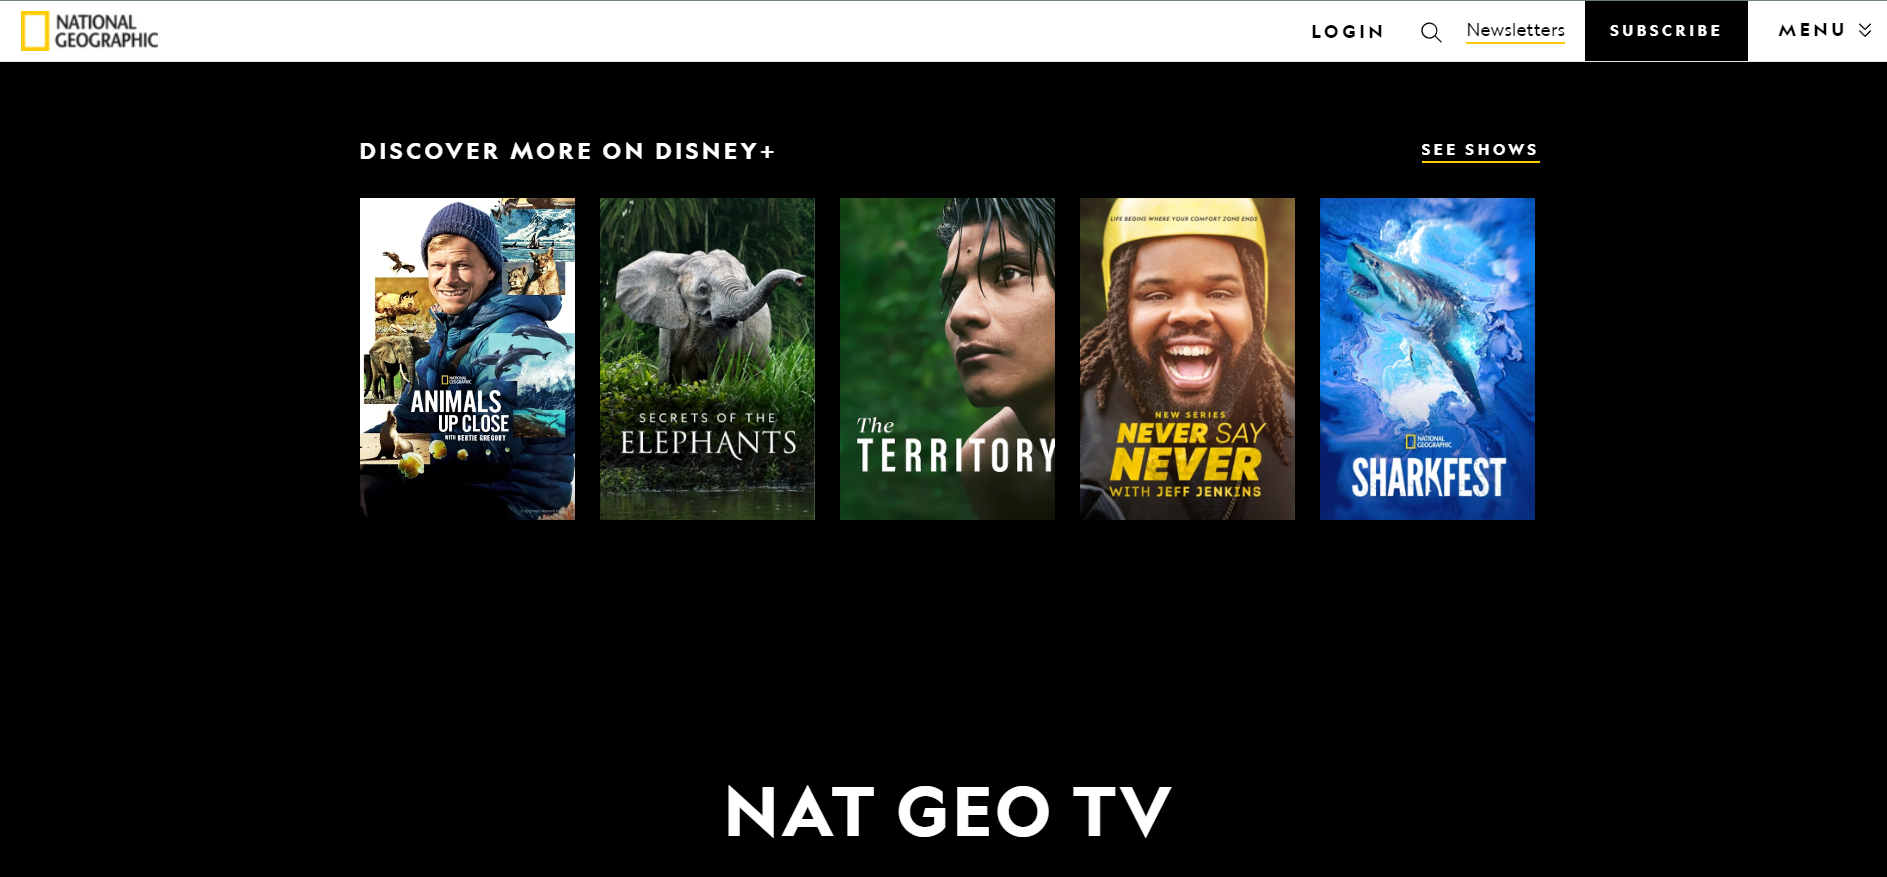 NATIONAL
GEOGRAPHIC
LOGIN
Newsletters
SUBSCRIBE
MENU
DISCOVER MORE ON DISNEY+
SEE SHOWS
NATIONAL
GEOGRAPHIC
ANIMALS
UP CLOSE
WITH BERTIE GREGORY
SECRETS OF THE
ELEPHANTS
The
TERRITORY
LIFE BEGINS WHERE YOUR COMFORT ZONE ENDS
NEW SERIES
NEVER SAY
NEVER
WITH JEFF JENKINS
NATIONAL
GEOGRAPHIC
SHARKFEST
NAT GEO TV